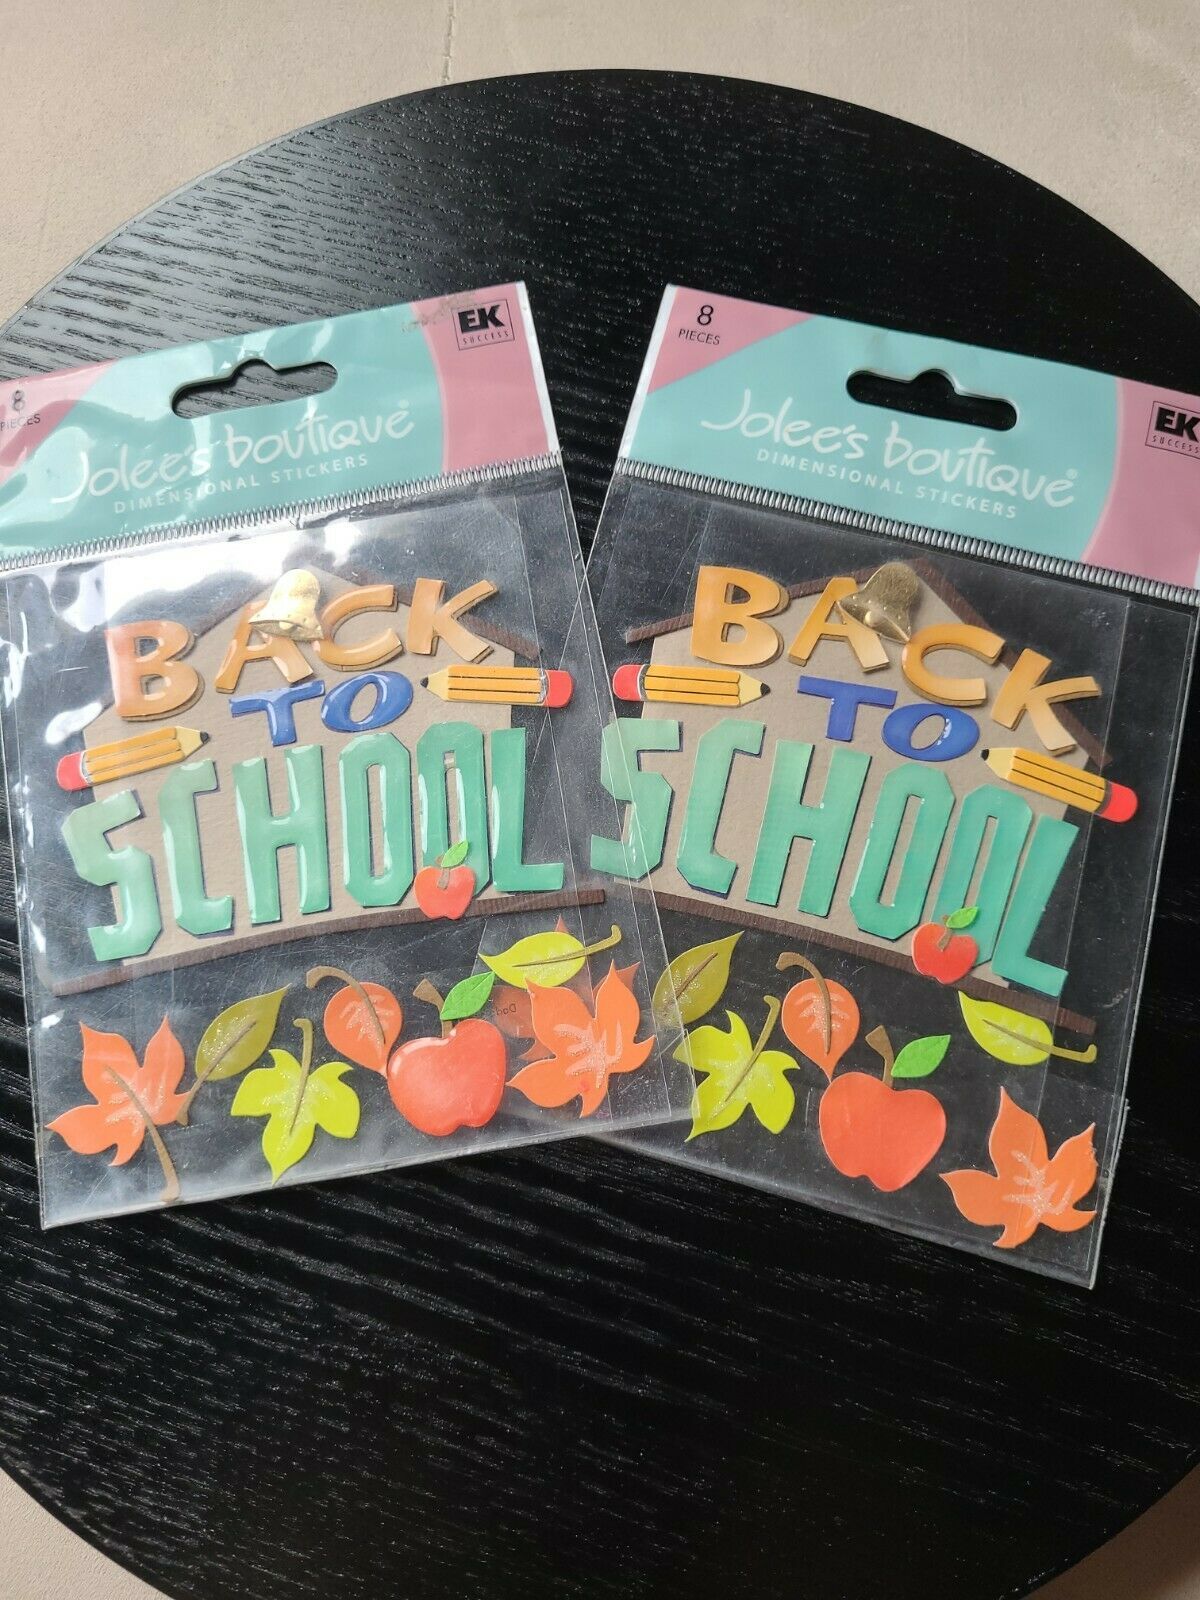 8
PIECES
EK
SUCCESS
Jolee's boutique®
DIMENSIONAL STICKERS
BACK
TO
SCHOOL
8
PIECES
EK
SUCCESS
Jolee's boutique®
DIMENSIONAL STICKERS
BACK
TO
SCHOOL